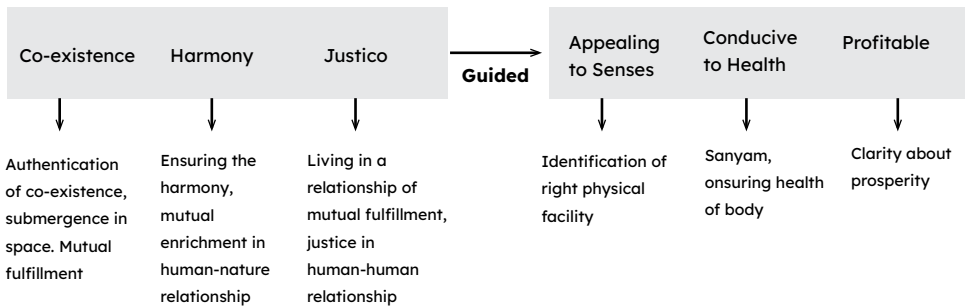 Co-existence
Harmony
Justico
Guided
Appealing
to Senses
Conducive
to Health
Profitable
Authentication
of co-existence,
submergence in
space. Mutual
fulfillment
Ensuring the
harmony,
mutual
enrichment in
human-nature
relationship
Living in a
relationship of
mutual fulfillment,
justice in
human-human
relationship
Identification of
right physical
facility
Sanyam,
onsuring health
of body
Clarity about
prosperity